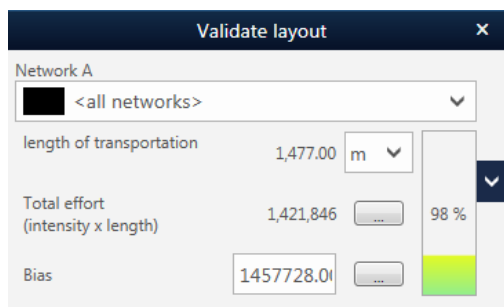 Validate layout ×
Network A
<all networks>
length of transportation 1,477.00 m
Total effort
(intensity x length) 1,421,846 ... 98 %
Bias 1457728.0 ...